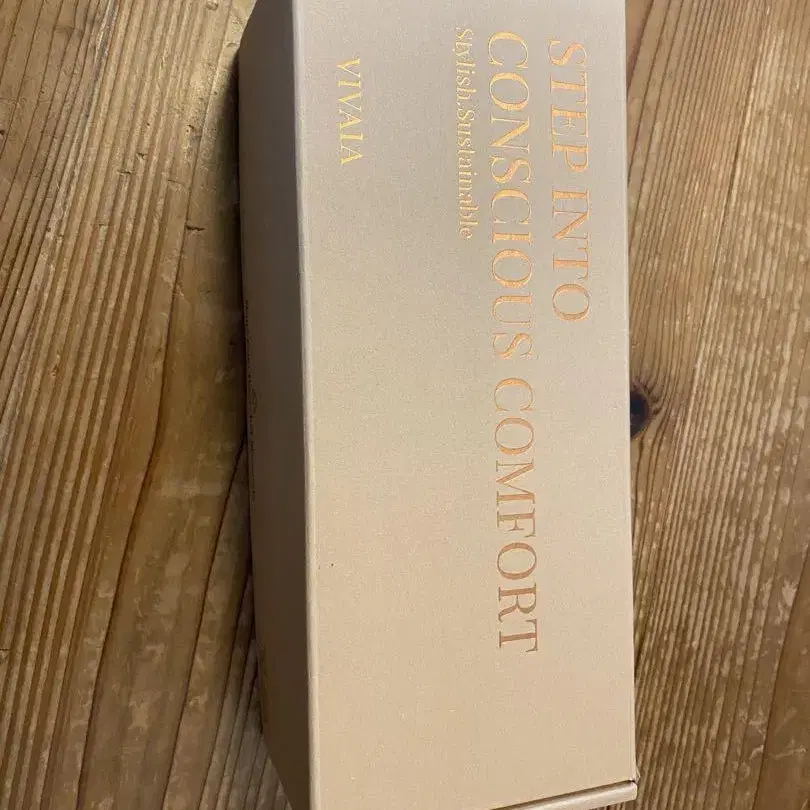 STEP INTO
CONSCIOUS COMFORT
Stylish.Sustainable
VIVAIA